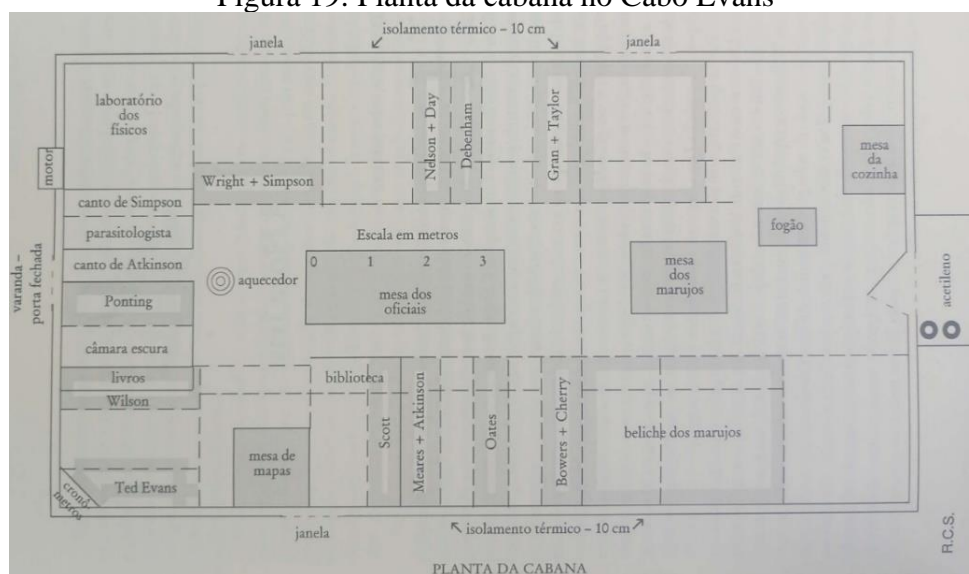 Figura 19: Planta da cabana no Cabo Evans
janela
isolamento térmico – 10 cm
janela
laboratório
dos
físicos
motor
Wright + Simpson
Nelson + Day
Debenham
Gran + Taylor
mesa
da
cozinha
canto de Simpson
parasitologista
canto de Atkinson
Ponting
câmara escura
livros
Wilson
varanda –
porta fechada
aquecedor
Escala em metros
0 1 2 3
mesa dos
oficiais
mesa
dos
marujos
fogão
acetileno
biblioteca
mesa de
mapas
Scott
Meares + Atkinson
Oates
Bowers + Cherry
beliche dos marujos
Ted Evans
cronô-
metros
janela
isolamento térmico – 10 cm
R.C.S.
PLANTA DA CABANA